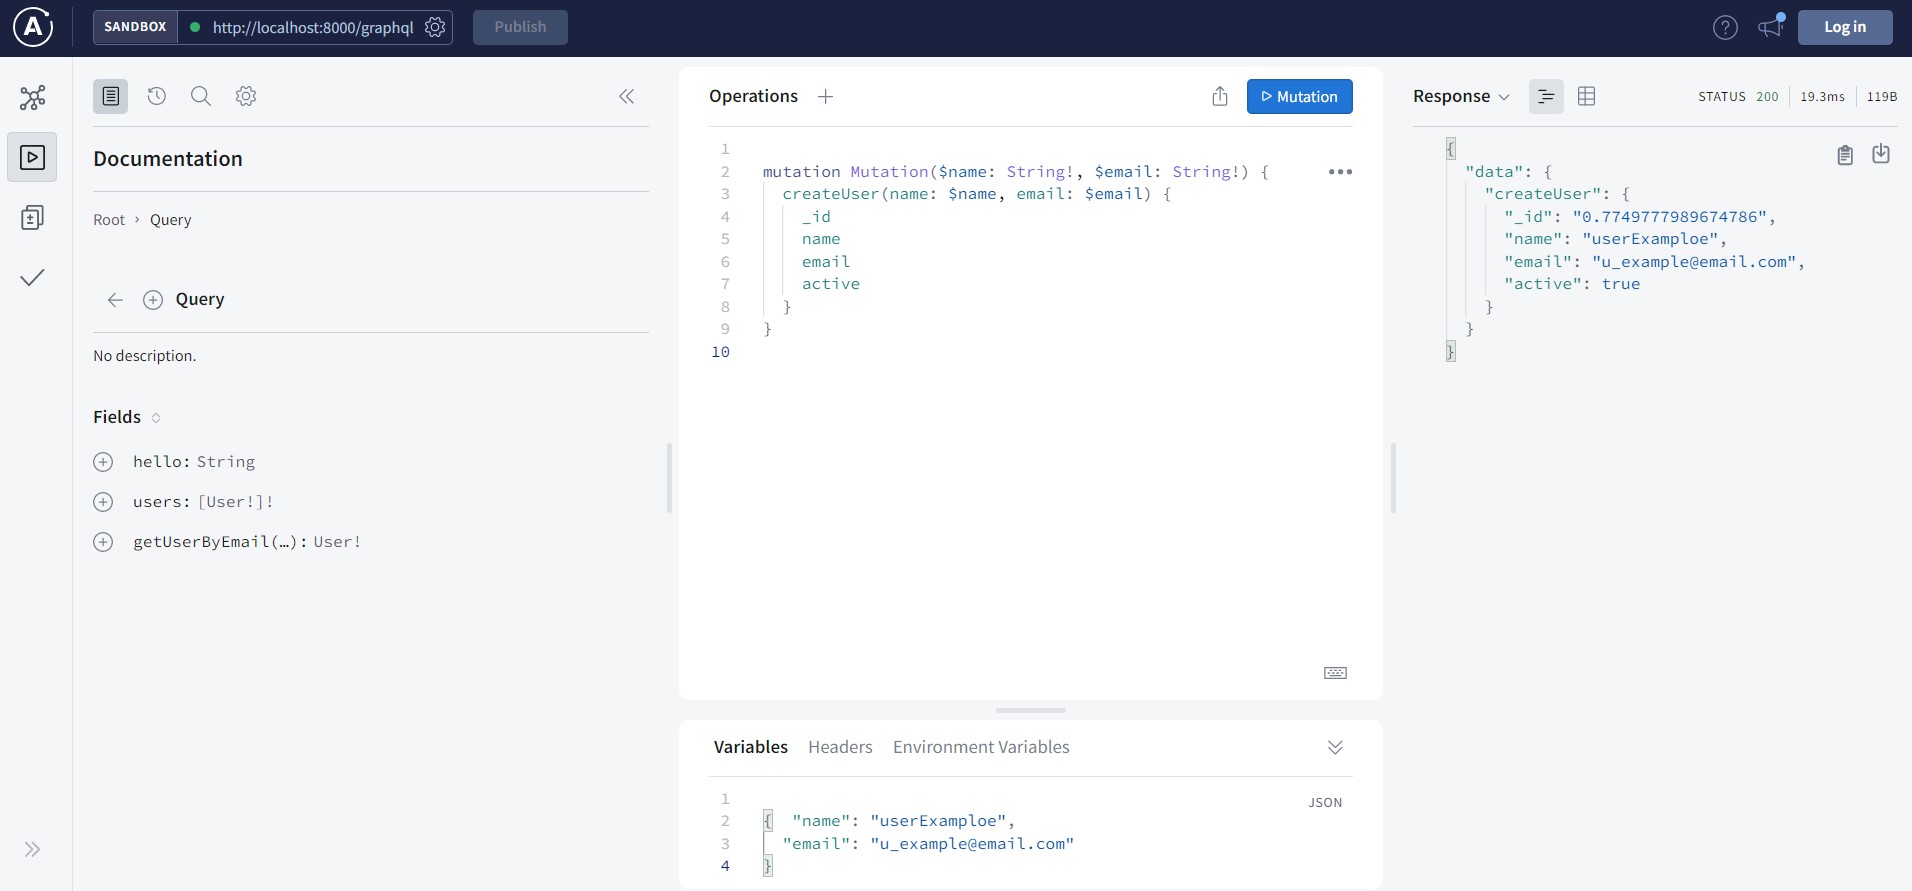 SANDBOX http://localhost:8000/graphql Publish Log in
Documentation
Root › Query
Query
No description.
Fields
hello: String
users: [User!]!
getUserByEmail(…): User!
Operations
Mutation
1
2 mutation Mutation($name: String!, $email: String!) {
3 createUser(name: $name, email: $email) {
4 _id
5 name
6 email
7 active
8 }
9 }
10
Variables Headers Environment Variables
JSON
1
2 { "name": "userExamploe",
3 "email": "u_example@email.com"
4 }
Response STATUS 200 19.3ms 119B
{
"data": {
"createUser": {
"_id": "0.7749777989674786",
"name": "userExamploe",
"email": "u_example@email.com",
"active": true
}
}
}